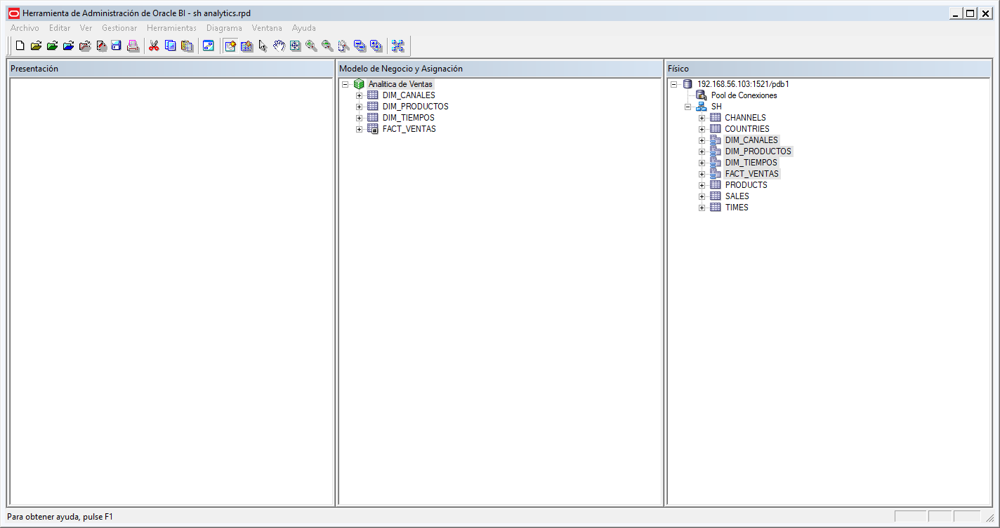 Herramienta de Administración de Oracle BI - sh analytics.rpd
Archivo Editar Ver Gestionar Herramientas Diagrama Ventana Ayuda
Presentación
Modelo de Negocio y Asignación
Analitica de Ventas
DIM_CANALES
DIM_PRODUCTOS
DIM_TIEMPOS
FACT_VENTAS
Físico
192.168.56.103:1521/pdb1
Pool de Conexiones
SH
CHANNELS
COUNTRIES
DIM_CANALES
DIM_PRODUCTOS
DIM_TIEMPOS
FACT_VENTAS
PRODUCTS
SALES
TIMES
Para obtener ayuda, pulse F1